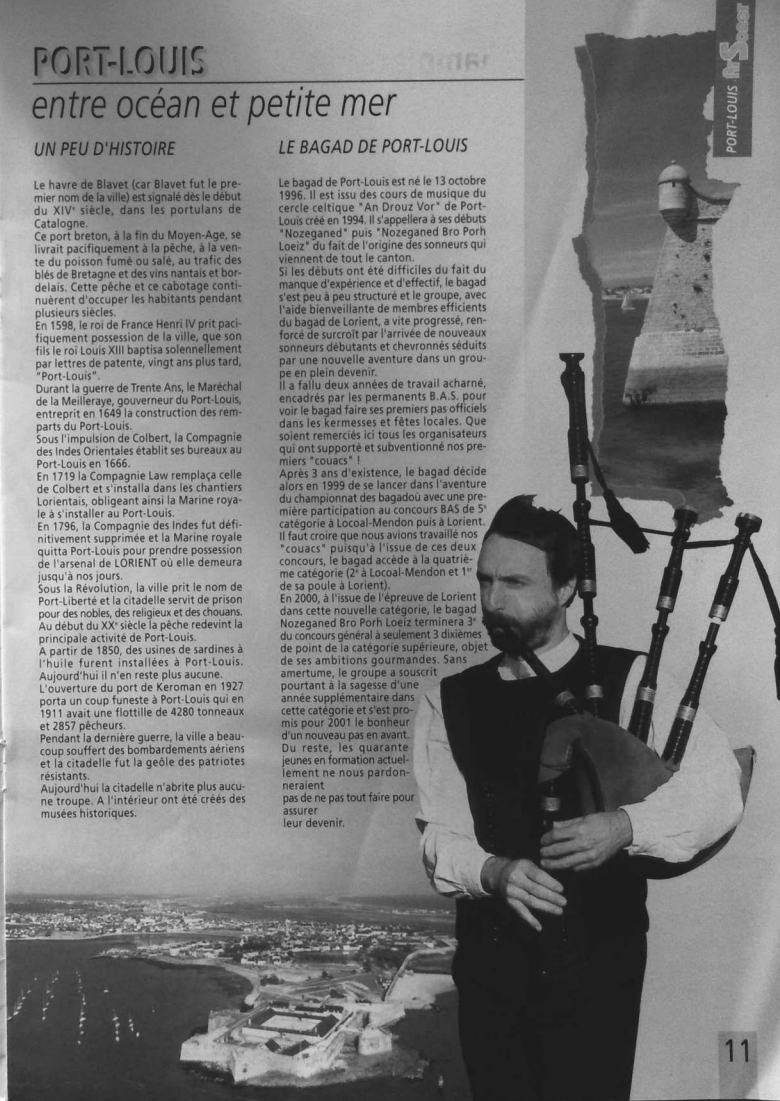 PORT-LOUIS
entre océan et petite mer
UN PEU D'HISTOIRE
Le havre de Blavet (car Blavet fut le pre-
mier nom de la ville) est signalé dès le début
du XIVe siècle, dans les portulans de
Catalogne.
Ce port breton, à la fin du Moyen-Age, se
livrait pacifiquement à la pêche, à la ven-
te du poisson fumé ou salé, au trafic des
blés de Bretagne et des vins nantais et bor-
delais. Cette pêche et ce cabotage conti-
nuèrent d'occuper les habitants pendant
plusieurs siècles.
En 1598, le roi de France Henri IV prit paci-
fiquement possession de la ville, que son
fils le roi Louis XIII baptisa solennellement
par lettres de patente, vingt ans plus tard,
"Port-Louis".
Durant la guerre de Trente Ans, le Maréchal
de la Meilleraye, gouverneur du Port-Louis,
entreprit en 1649 la construction des rem-
parts du Port-Louis.
Sous l'impulsion de Colbert, la Compagnie
des Indes Orientales établit ses bureaux au
Port-Louis en 1666.
En 1719 la Compagnie Law remplaça celle
de Colbert et s'installa dans les chantiers
Lorientais, obligeant ainsi la Marine roya-
le à s'installer au Port-Louis.
En 1796, la Compagnie des Indes fut défi-
nitivement supprimée et la Marine royale
quitta Port-Louis pour prendre possession
de l'arsenal de LORIENT où elle demeura
jusqu'à nos jours.
Sous la Révolution, la ville prit le nom de
Port-Liberté et la citadelle servit de prison
pour des nobles, des religieux et des chouans.
Au début du XXe siècle la pêche redevint la
principale activité de Port-Louis.
A partir de 1850, des usines de sardines à
l'huile furent installées à Port-Louis.
Aujourd'hui il n'en reste plus aucune.
L'ouverture du port de Keroman en 1927
porta un coup funeste à Port-Louis qui en
1911 avait une flottille de 4280 tonneaux
et 2857 pêcheurs.
Pendant la dernière guerre, la ville a beau-
coup souffert des bombardements aériens
et la citadelle fut la geôle des patriotes
résistants.
Aujourd'hui la citadelle n'abrite plus aucu-
ne troupe. A l'intérieur ont été créés des
musées historiques.
LE BAGAD DE PORT-LOUIS
Le bagad de Port-Louis est né le 13 octobre
1996. Il est issu des cours de musique du
cercle celtique "An Drouz Vor" de Port-
Louis créé en 1994. Il s'appellera à ses débuts
"Nozeganed" puis "Nozeganed Bro Porh
Loeiz" du fait de l'origine des sonneurs qui
viennent de tout le canton.
Si les débuts ont été difficiles du fait du
manque d'expérience et d'effectif, le bagad
s'est peu à peu structuré et le groupe, avec
l'aide bienveillante de membres efficients
du bagad de Lorient, a vite progressé, ren-
forcé de surcroît par l'arrivée de nouveaux
sonneurs débutants et chevronnés séduits
par une nouvelle aventure dans un grou-
pe en plein devenir.
Il a fallu deux années de travail acharné,
encadrés par les permanents B.A.S. pour
voir le bagad faire ses premiers pas officiels
dans les kermesses et fêtes locales. Que
soient remerciés ici tous les organisateurs
qui ont supporté et subventionné nos pre-
miers "couacs" !
Après 3 ans d'existence, le bagad décide
alors en 1999 de se lancer dans l'aventure
du championnat des bagadoù avec une pre-
mière participation au concours BAS de 5e
catégorie à Locoal-Mendon puis à Lorient.
Il faut croire que nous avions travaillé nos
"couacs" puisqu'à l'issue de ces deux
concours, le bagad accède à la quatriè-
me catégorie (2e à Locoal-Mendon et 1er
de sa poule à Lorient).
En 2000, à l'issue de l'épreuve de Lorient
dans cette nouvelle catégorie, le bagad
Nozeganed Bro Porh Loeiz terminera 3e
du concours général à seulement 3 dixièmes
de point de la catégorie supérieure, objet
de ses ambitions gourmandes. Sans
amertume, le groupe a souscrit
pourtant à la sagesse d'une
année supplémentaire dans
cette catégorie et s'est pro-
mis pour 2001 le bonheur
d'un nouveau pas en avant.
Du reste, les quarante
jeunes en formation actuel-
lement ne nous pardon-
neraient
pas de ne pas tout faire pour
assurer
leur devenir.
PORT-LOUIS
11